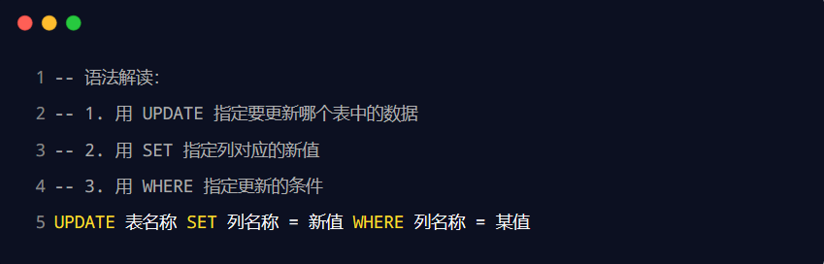 1 -- 语法解读:
2 -- 1. 用 UPDATE 指定要更新哪个表中的数据
3 -- 2. 用 SET 指定列对应的新值
4 -- 3. 用 WHERE 指定更新的条件
5 UPDATE 表名称 SET 列名称 = 新值 WHERE 列名称 = 某值